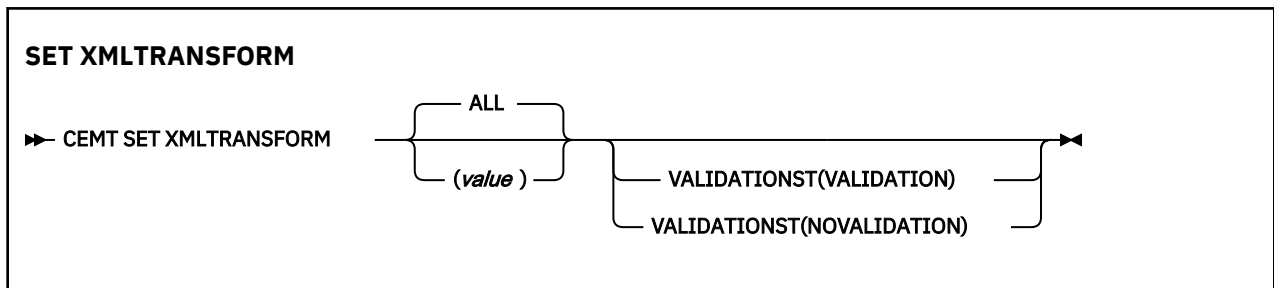 SET XMLTRANSFORM
ALL
CEMT SET XMLTRANSFORM
(value )
VALIDATIONST(VALIDATION)
VALIDATIONST(NOVALIDATION)